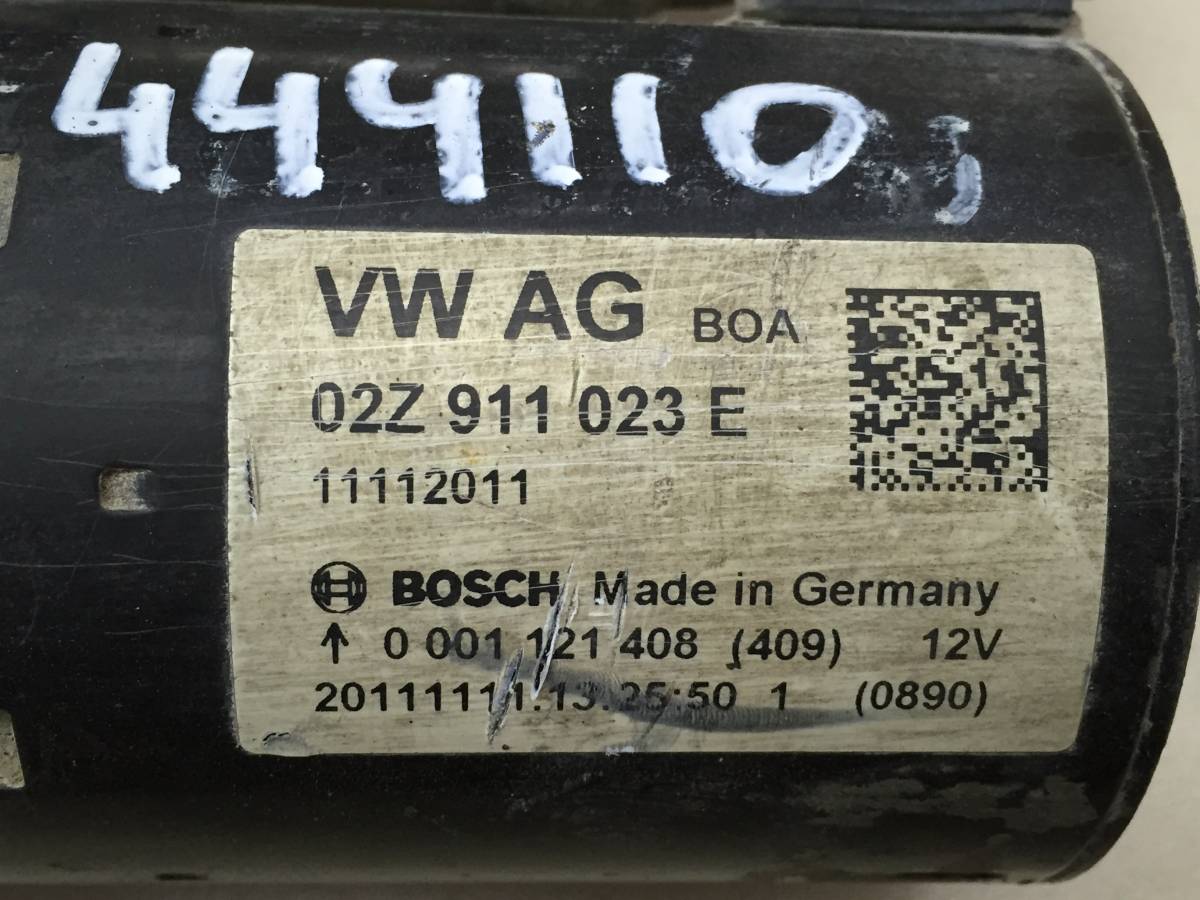 444110;
VW AG BOA
02Z 911 023 E
11112011
BOSCH Made in Germany
↑ 0 001 121 408 (409) 12V
20111111.13:25:50 1 (0890)